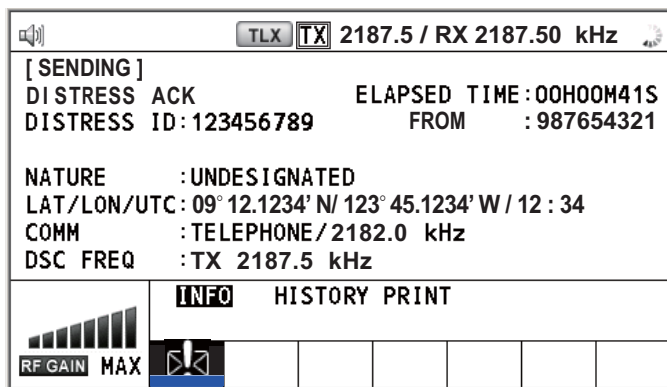 TLX TX 2187.5 / RX 2187.50 kHz
[ SENDING ]
DISTRESS ACK ELAPSED TIME:00H00M41S
DISTRESS ID:123456789 FROM : 987654321
NATURE :UNDESIGNATED
LAT/LON/UTC: 09° 12.1234' N/ 123° 45.1234' W / 12 : 34
COMM :TELEPHONE/2182.0 kHz
DSC FREQ :TX 2187.5 kHz
INFO HISTORY PRINT
RF GAIN MAX